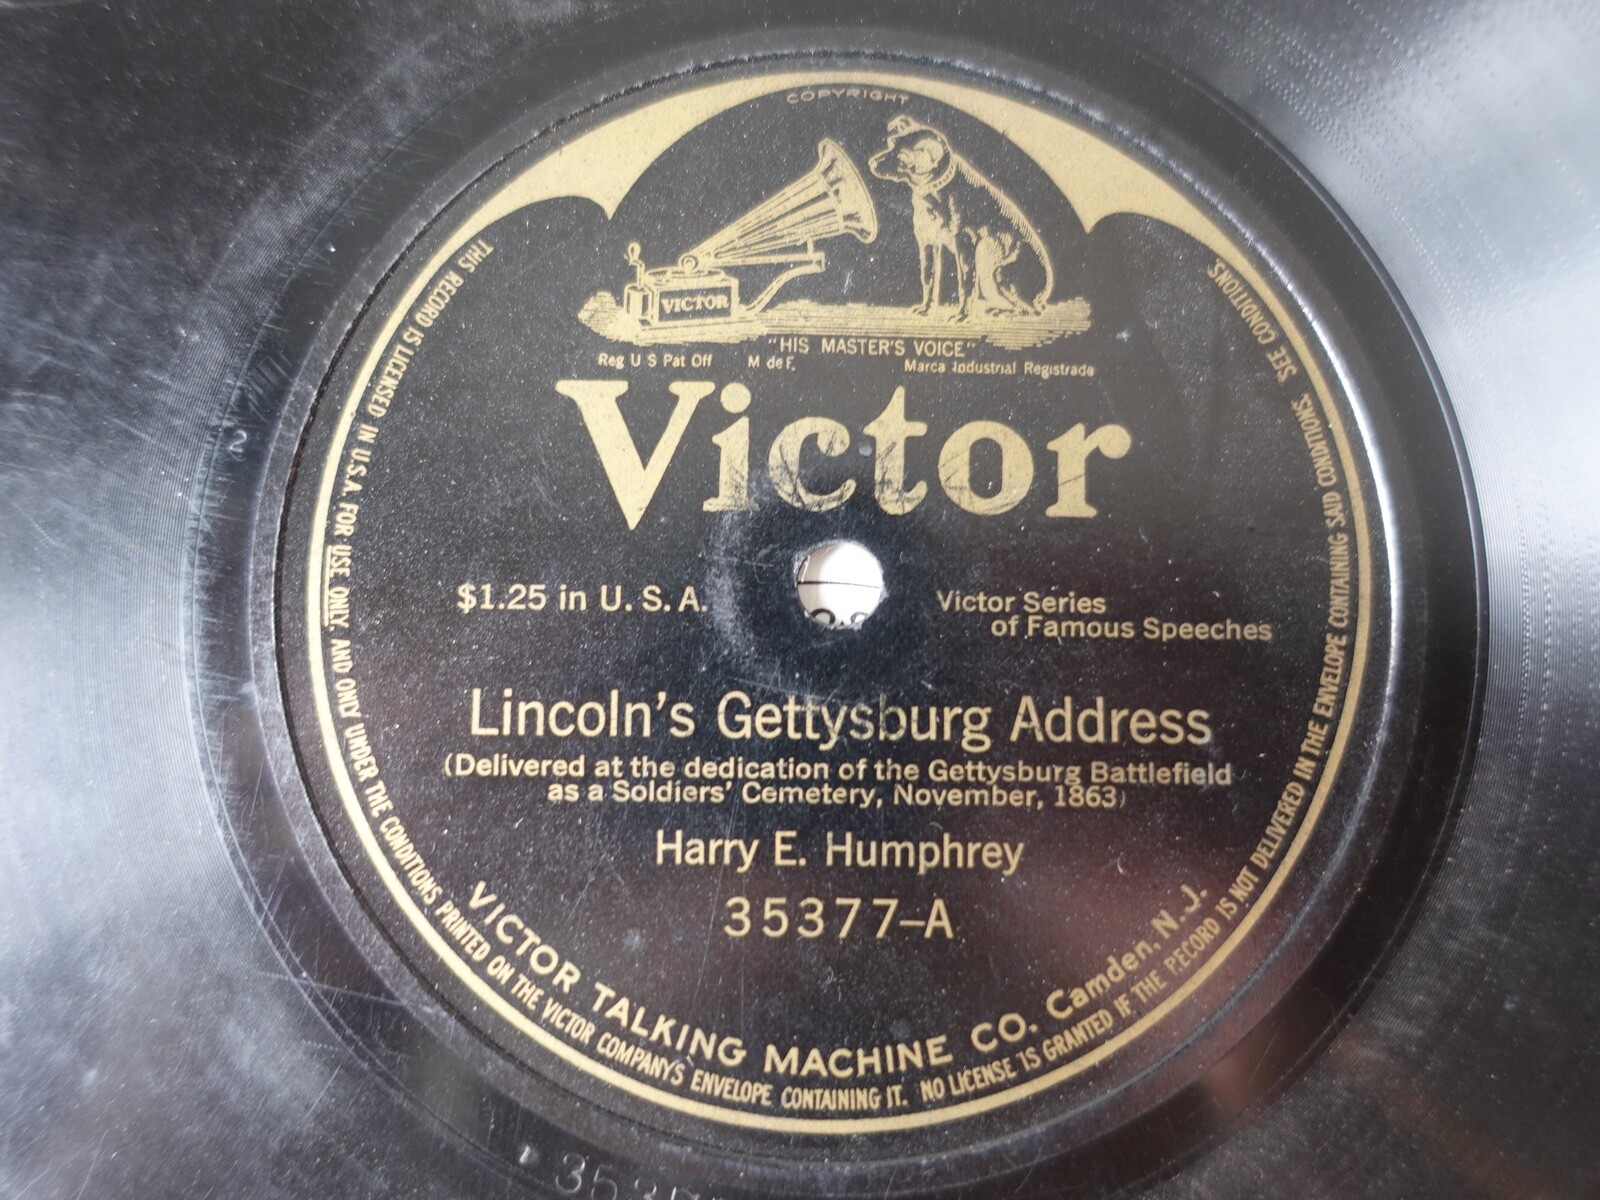 COPYRIGHT
VICTOR
"HIS MASTER'S VOICE"
Reg U S Pat Off M de F. Marca Industrial Registrada
Victor
$1.25 in U. S. A.
Victor Series
of Famous Speeches
Lincoln's Gettysburg Address
(Delivered at the dedication of the Gettysburg Battlefield
as a Soldiers' Cemetery, November, 1863)
Harry E. Humphrey
35377-A
VICTOR TALKING MACHINE CO. Camden, N. J.
THIS RECORD IS LICENSED IN U.S.A. FOR USE ONLY, AND ONLY UNDER THE CONDITIONS PRINTED ON THE VICTOR COMPANY'S ENVELOPE CONTAINING IT. NO LICENSE IS GRANTED IF THE RECORD IS NOT DELIVERED IN THE ENVELOPE CONTAINING SAID CONDITIONS. SEE CONDITIONS
2